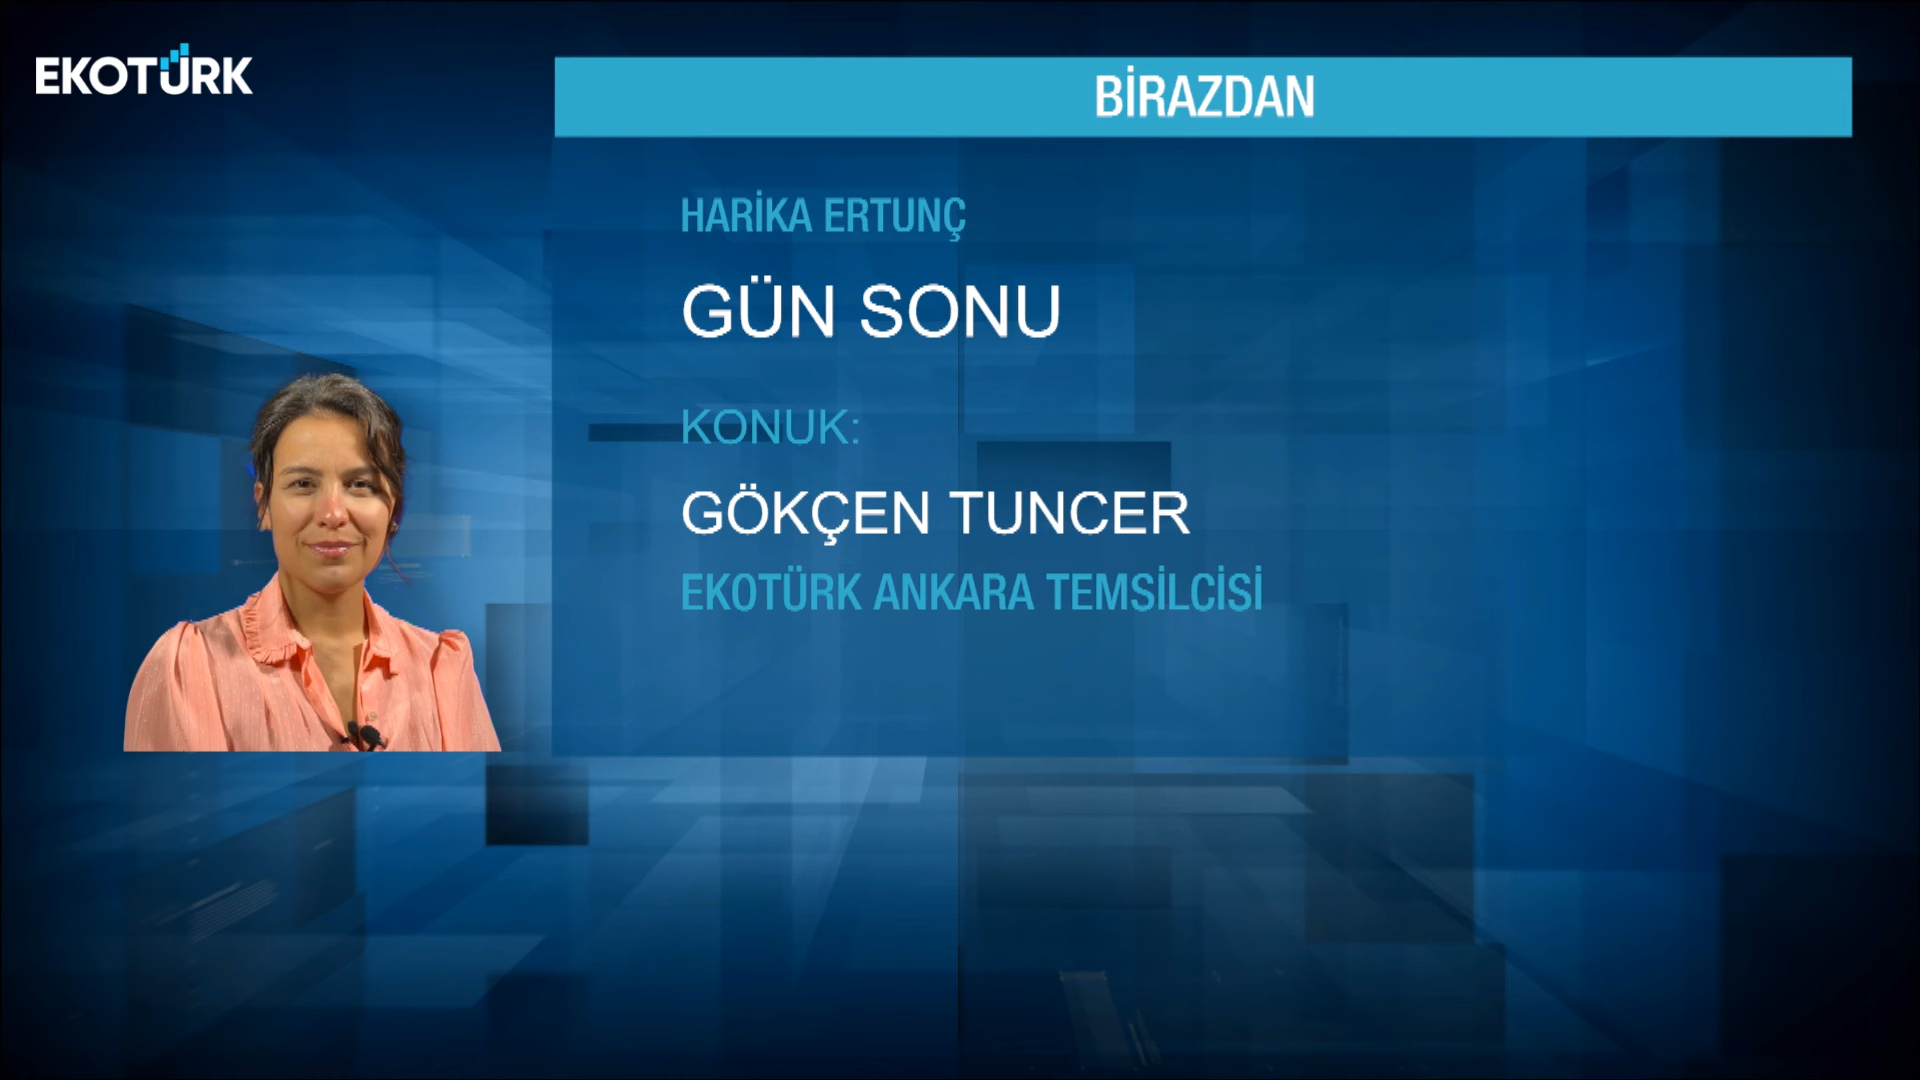 EKOTÜRK
BİRAZDAN
HARİKA ERTUNÇ
GÜN SONU
KONUK:
GÖKÇEN TUNCER
EKOTÜRK ANKARA TEMSİLCİSİ